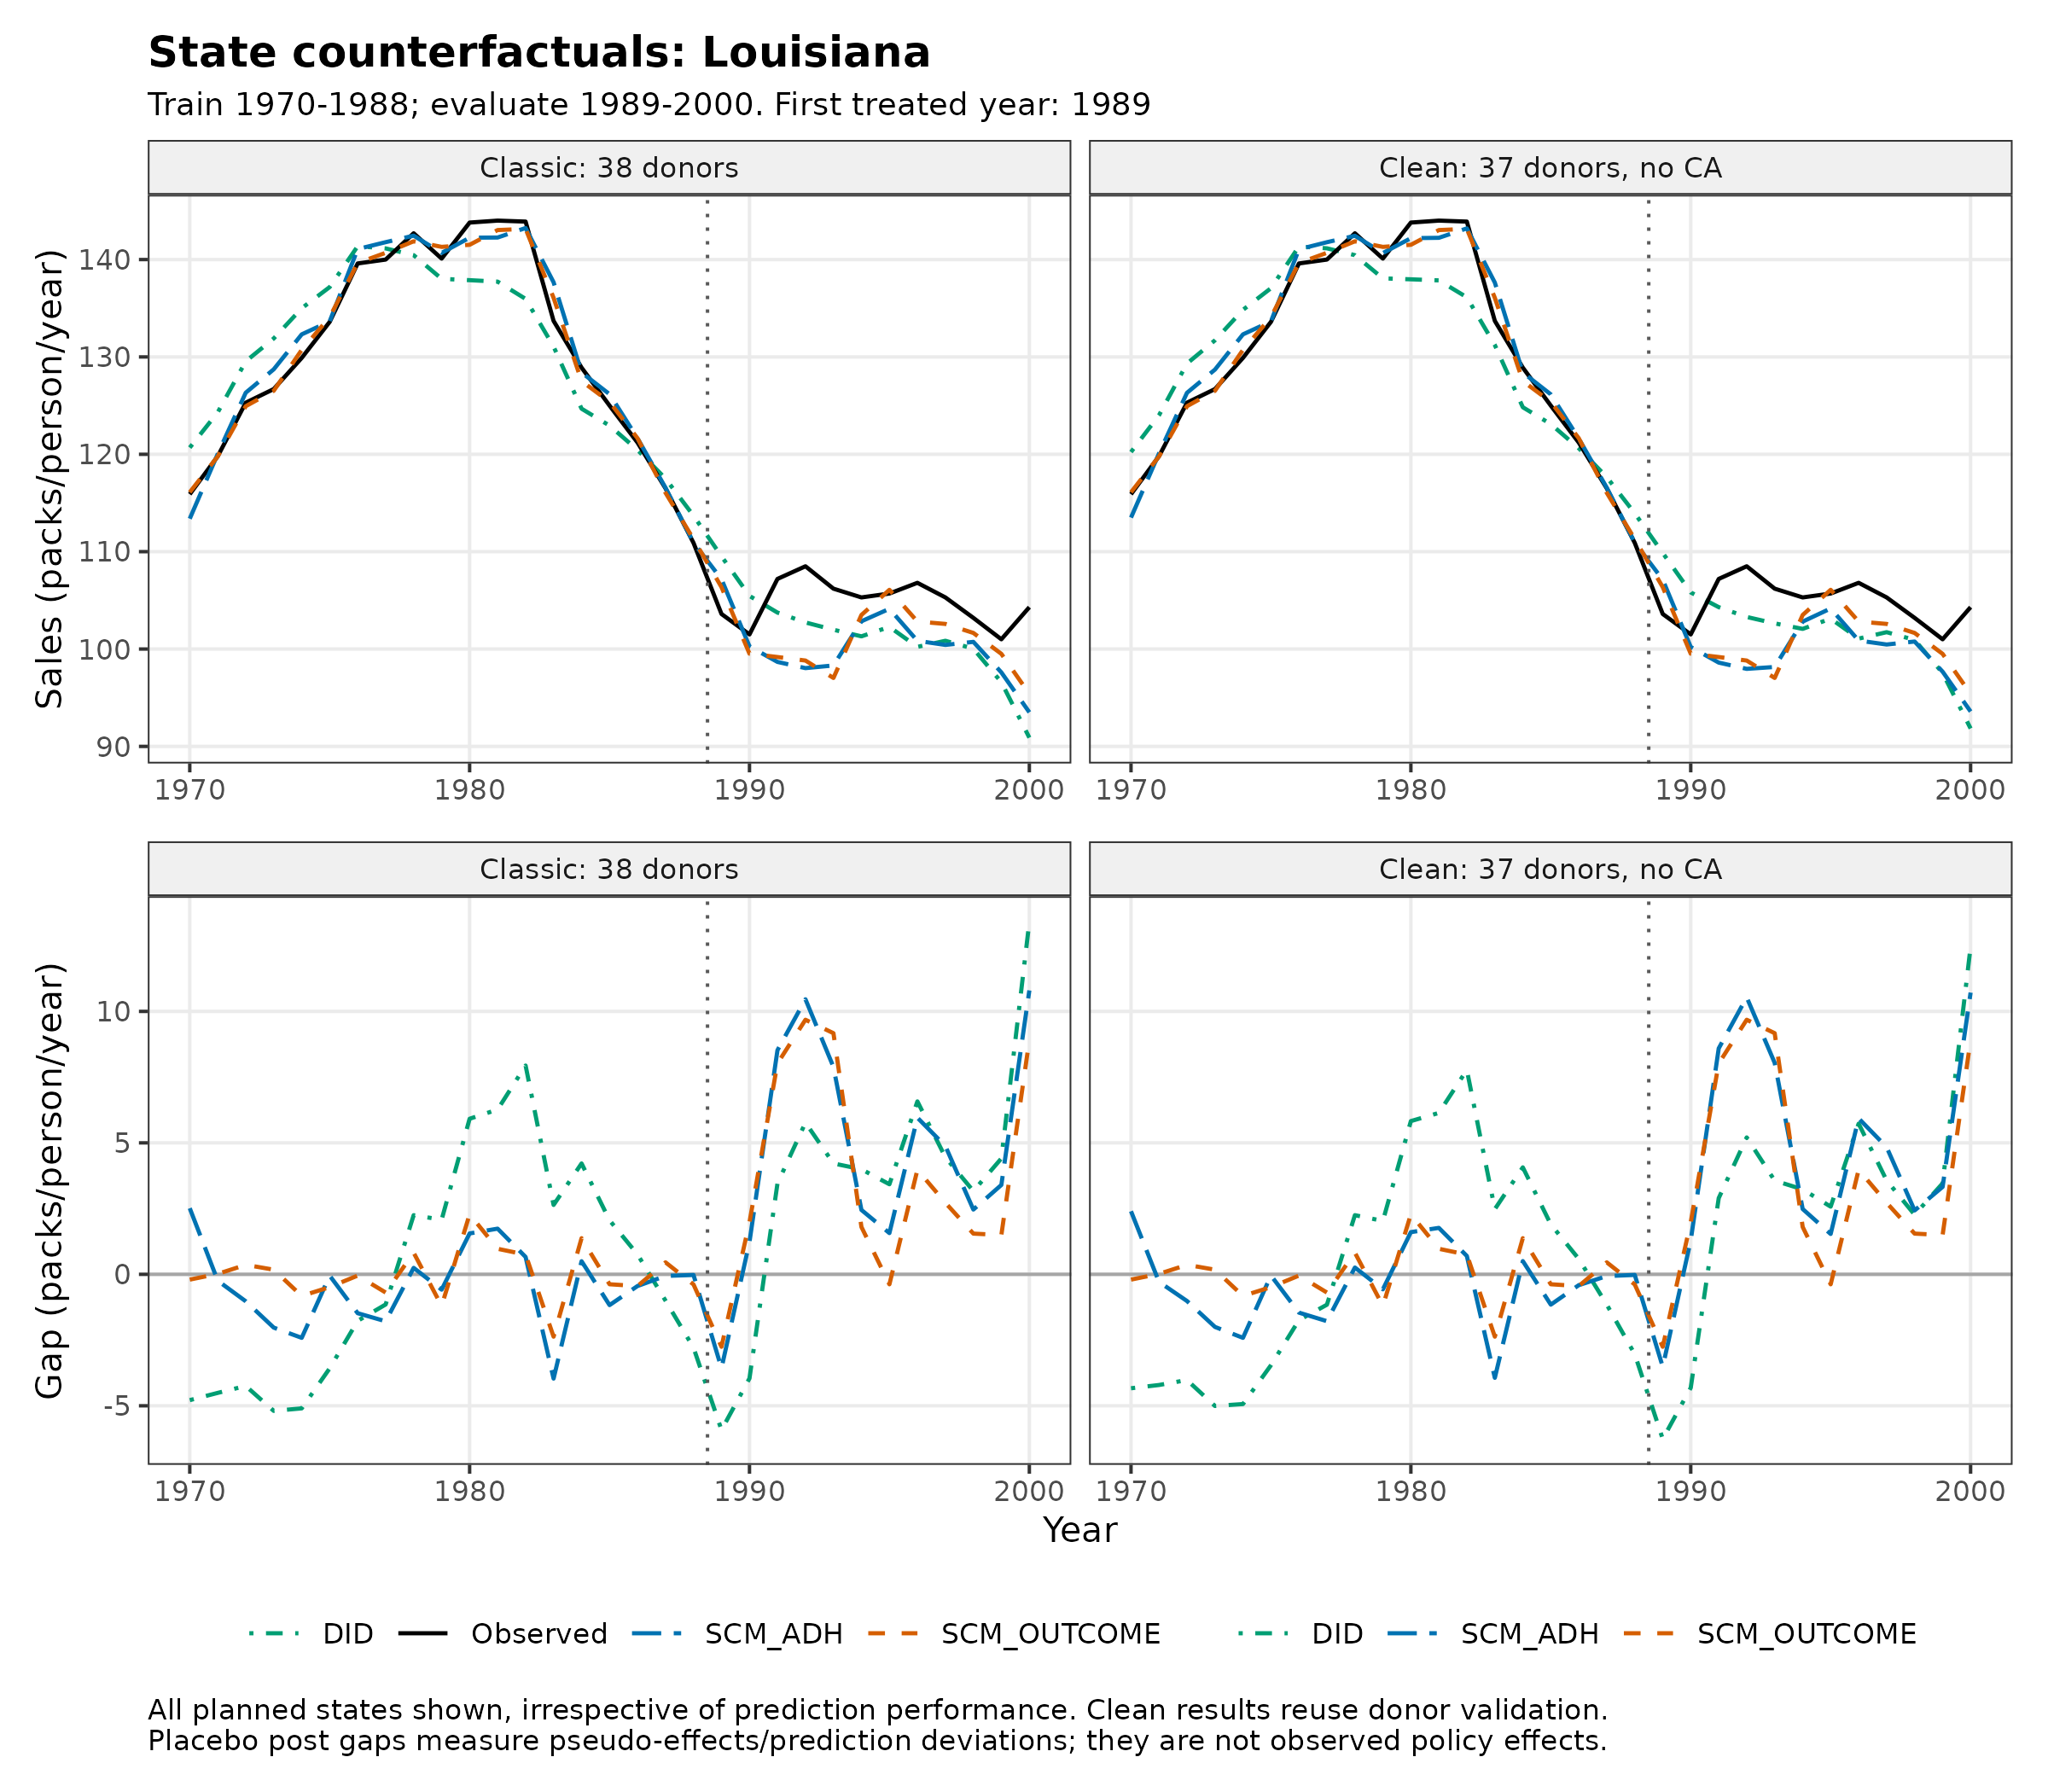 State counterfactuals: Louisiana
Train 1970-1988; evaluate 1989-2000. First treated year: 1989
Classic: 38 donors
Clean: 37 donors, no CA
Sales (packs/person/year)
140
130
120
110
100
90
1970 1980 1990 2000
1970 1980 1990 2000
Classic: 38 donors
Clean: 37 donors, no CA
Gap (packs/person/year)
10
5
0
-5
1970 1980 1990 2000
1970 1980 1990 2000
Year
DID Observed SCM_ADH SCM_OUTCOME
DID SCM_ADH SCM_OUTCOME
All planned states shown, irrespective of prediction performance. Clean results reuse donor validation.
Placebo post gaps measure pseudo-effects/prediction deviations; they are not observed policy effects.